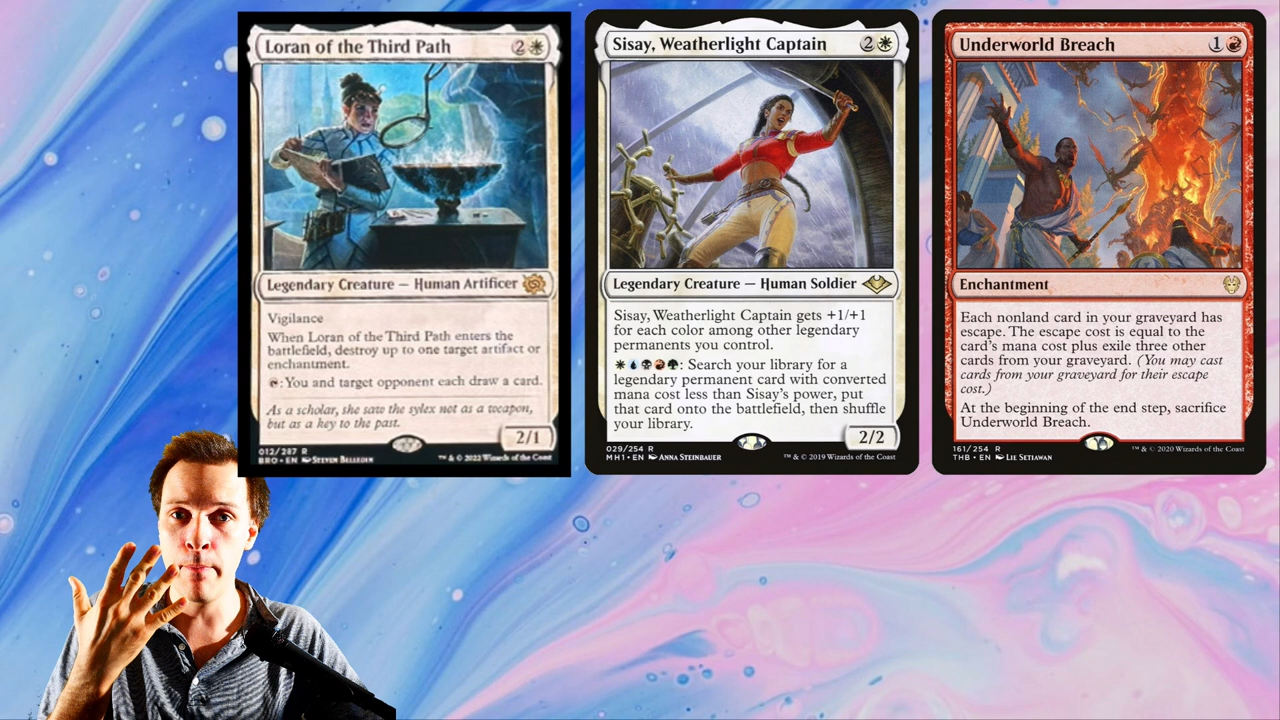 Loran of the Third Path 2
Legendary Creature — Human Artificer
Vigilance
When Loran of the Third Path enters the
battlefield, destroy up to one target artifact or
enchantment.
: You and target opponent each draw a card.
As a scholar, she saw the sylex not as a weapon,
but as a key to the past.
2/1
012/287 R
BRO • EN STEVEN BELLEDIN
™ & © 2022 Wizards of the Coast
Sisay, Weatherlight Captain 2
Legendary Creature — Human Soldier
Sisay, Weatherlight Captain gets +1/+1
for each color among other legendary
permanents you control.
: Search your library for a
legendary permanent card with converted
mana cost less than Sisay's power, put
that card onto the battlefield, then shuffle
your library.
2/2
029/254 R
MH1 • EN ANNA STEINBAUER
™ & © 2019 Wizards of the Coast
Underworld Breach 1
Enchantment
Each nonland card in your graveyard has
escape. The escape cost is equal to the
card's mana cost plus exile three other
cards from your graveyard. (You may cast
cards from your graveyard for their escape
cost.)
At the beginning of the end step, sacrifice
Underworld Breach.
161/254 R
THB • EN LIE SETIAWAN
™ & © 2020 Wizards of the Coast